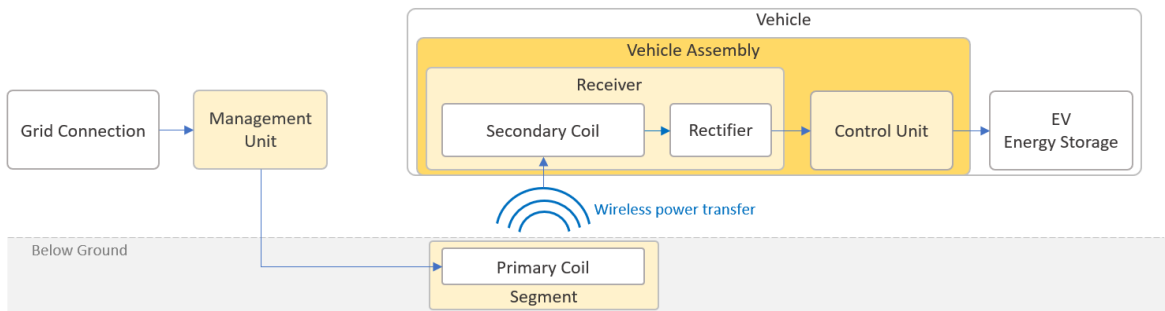 Vehicle
Vehicle Assembly
Receiver
Grid Connection
Management
Unit
Secondary Coil
Rectifier
Control Unit
EV
Energy Storage
Wireless power transfer
Below Ground
Primary Coil
Segment